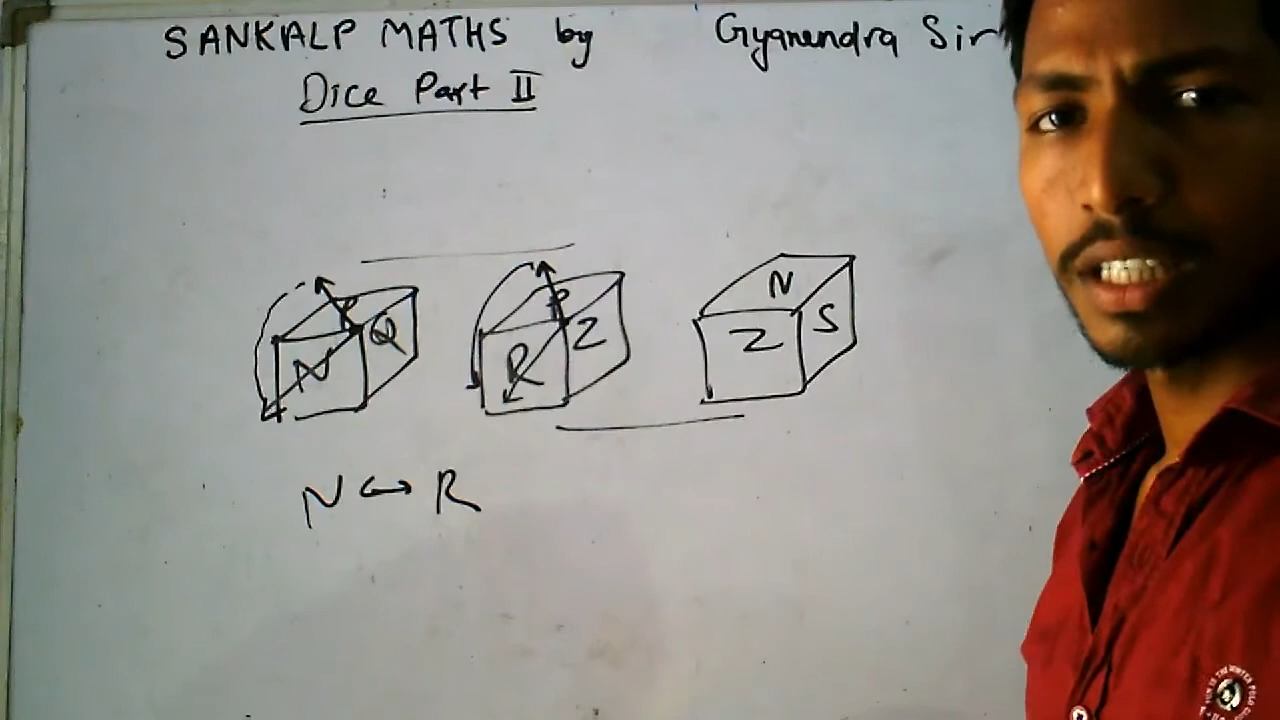 SANKALP MATHS by Gyanendra Sir
Dice Part II
P N Q
P R Z
N Z S
N ↔ R